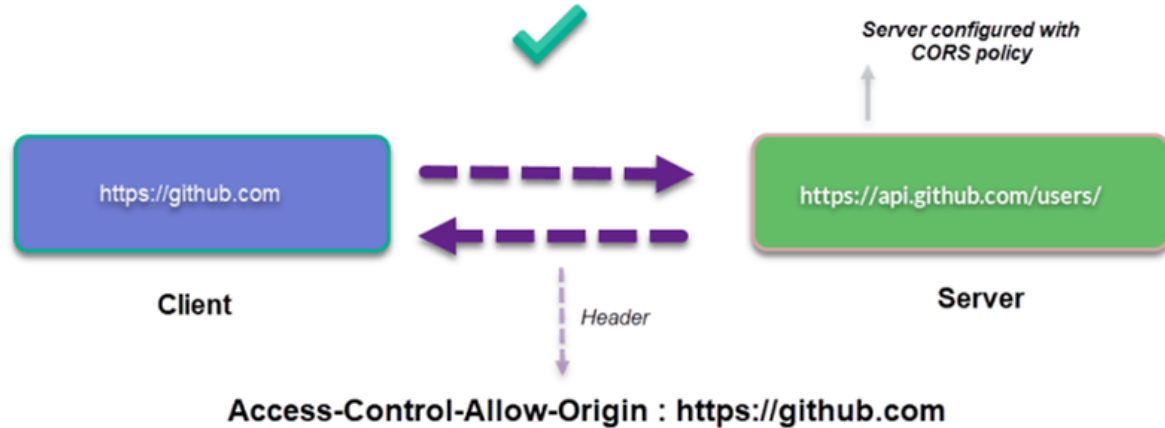 Server configured with
CORS policy
https://github.com
https://api.github.com/users/
Client
Server
Header
Access-Control-Allow-Origin : https://github.com